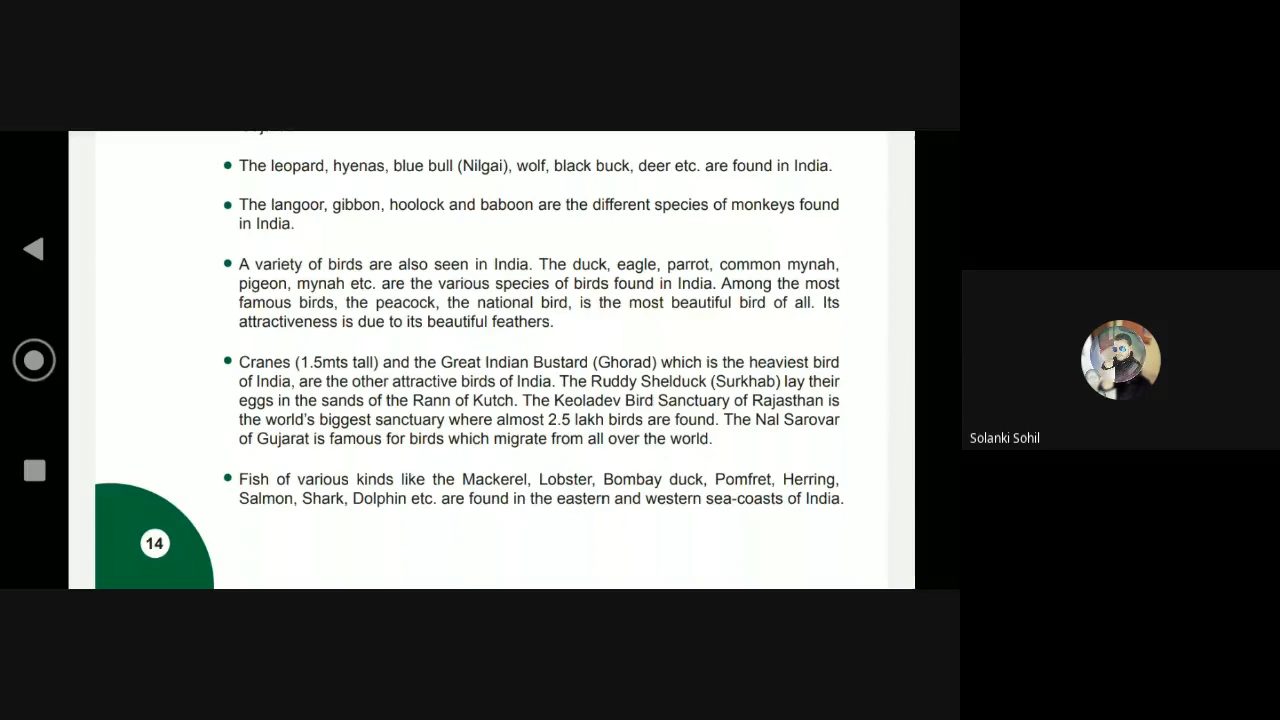 The leopard, hyenas, blue bull (Nilgai), wolf, black buck, deer etc. are found in India.
The langoor, gibbon, hoolock and baboon are the different species of monkeys found
in India.
A variety of birds are also seen in India. The duck, eagle, parrot, common mynah,
pigeon, mynah etc. are the various species of birds found in India. Among the most
famous birds, the peacock, the national bird, is the most beautiful bird of all. Its
attractiveness is due to its beautiful feathers.
Cranes (1.5mts tall) and the Great Indian Bustard (Ghorad) which is the heaviest bird
of India, are the other attractive birds of India. The Ruddy Shelduck (Surkhab) lay their
eggs in the sands of the Rann of Kutch. The Keoladev Bird Sanctuary of Rajasthan is
the world's biggest sanctuary where almost 2.5 lakh birds are found. The Nal Sarovar
of Gujarat is famous for birds which migrate from all over the world.
Fish of various kinds like the Mackerel, Lobster, Bombay duck, Pomfret, Herring,
Salmon, Shark, Dolphin etc. are found in the eastern and western sea-coasts of India.
14
Solanki Sohil